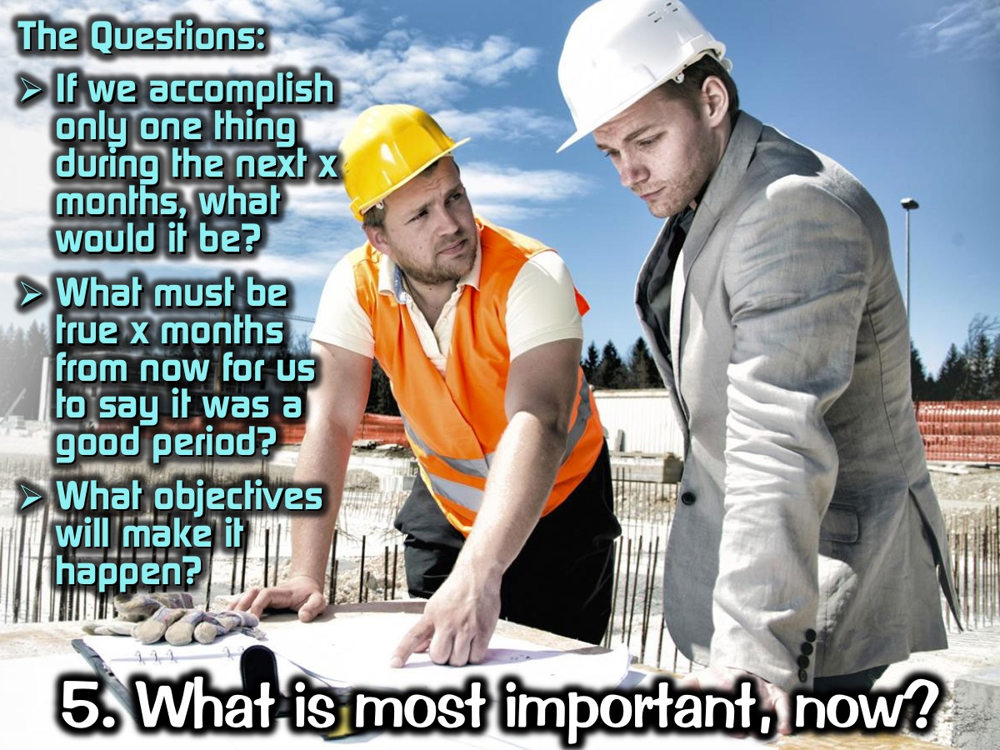 The Questions:
➢ If we accomplish
only one thing
during the next x
months, what
would it be?
➢ What must be
true x months
from now for us
to say it was a
good period?
➢ What objectives
will make it
happen?
5. What is most important, now?